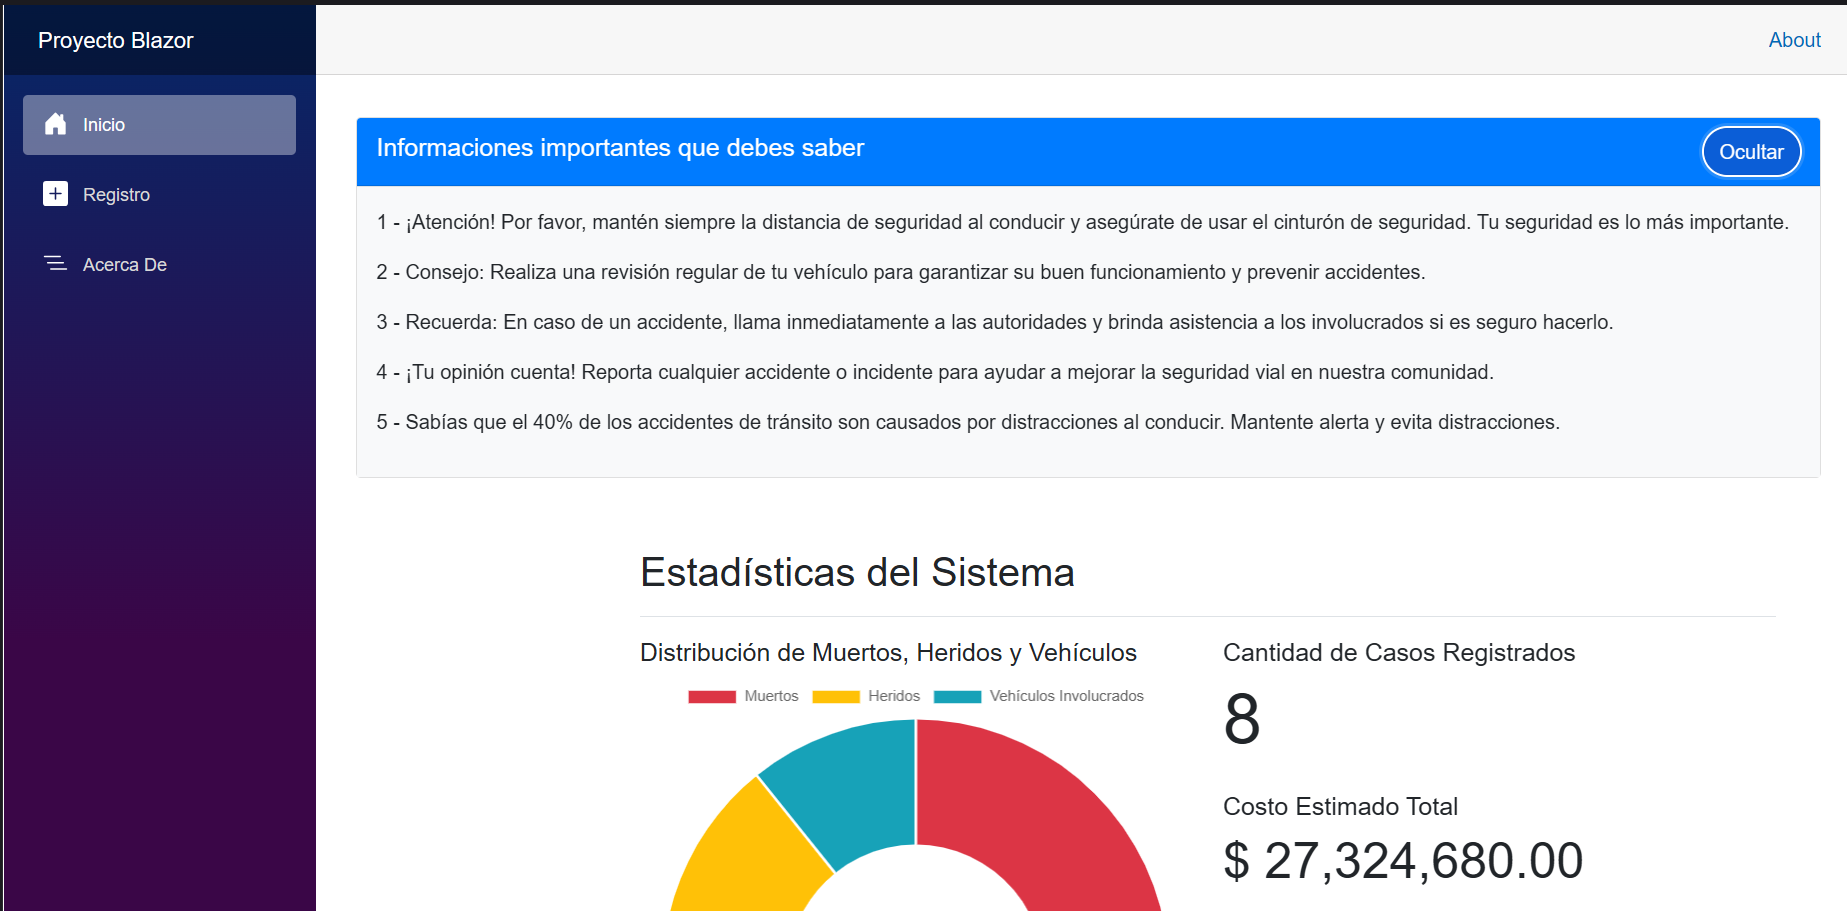 Proyecto Blazor
About
Inicio
Registro
Acerca De
Informaciones importantes que debes saber
Ocultar
1 - ¡Atención! Por favor, mantén siempre la distancia de seguridad al conducir y asegúrate de usar el cinturón de seguridad. Tu seguridad es lo más importante.
2 - Consejo: Realiza una revisión regular de tu vehículo para garantizar su buen funcionamiento y prevenir accidentes.
3 - Recuerda: En caso de un accidente, llama inmediatamente a las autoridades y brinda asistencia a los involucrados si es seguro hacerlo.
4 - ¡Tu opinión cuenta! Reporta cualquier accidente o incidente para ayudar a mejorar la seguridad vial en nuestra comunidad.
5 - Sabías que el 40% de los accidentes de tránsito son causados por distracciones al conducir. Mantente alerta y evita distracciones.
Estadísticas del Sistema
Distribución de Muertos, Heridos y Vehículos
Muertos Heridos Vehículos Involucrados
Cantidad de Casos Registrados
8
Costo Estimado Total
$ 27,324,680.00